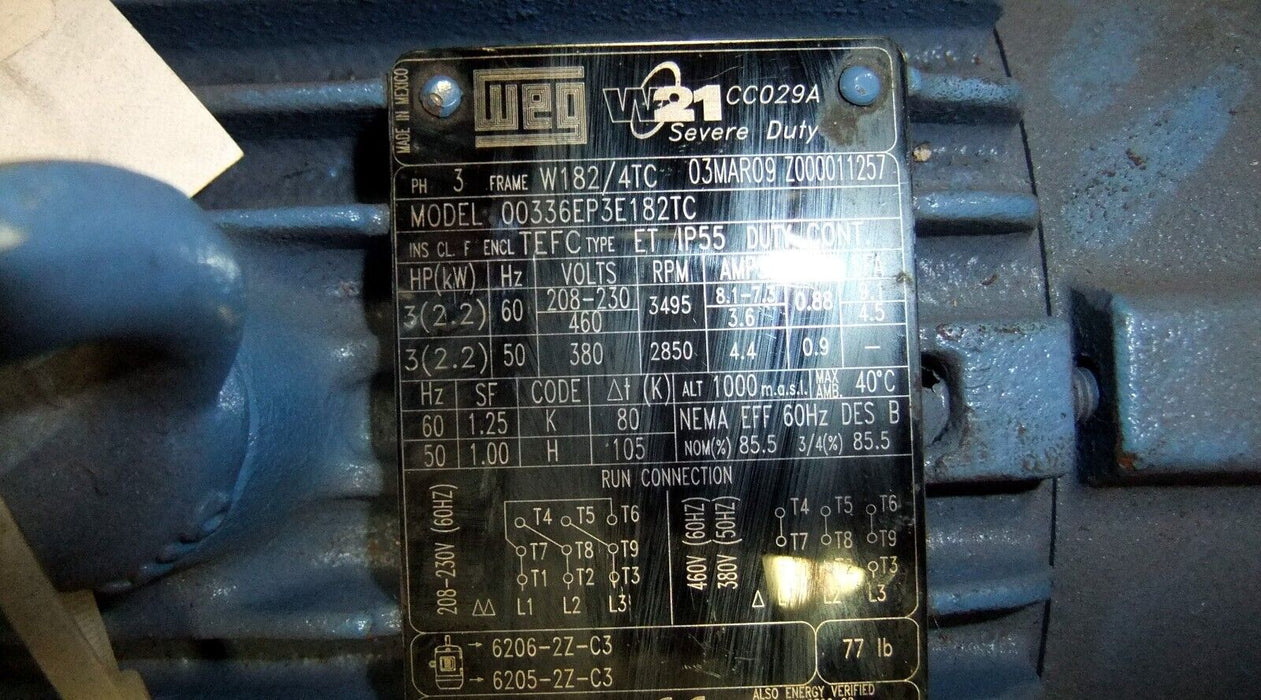 MADE IN MEXICO
WEG W21 CC029A
Severe Duty
PH 3 FRAME W182/4TC 03MAR09 Z000011257
MODEL 00336EP3E182TC
INS CL. F ENCL TEFC TYPE ET IP55 DUTY CONT.
HP(kW) Hz VOLTS RPM
3(2.2) 60 208-230 3495 8.1-7.3 0.88
460 3.6 4.5
3(2.2) 50 380 2850 4.4 0.9 —
Hz SF CODE Δt (K) ALT 1000 m.a.s.l. MAX AMB. 40°C
60 1.25 K 80 NEMA EFF 60Hz DES B
50 1.00 H 105 NOM(%) 85.5 3/4(%) 85.5
RUN CONNECTION
208-230V (60HZ)
T4 T5 T6
T7 T8 T9
T1 T2 T3
ΔΔ L1 L2 L3
460V (60HZ)
380V (50HZ)
T4 T5 T6
T7 T8 T9
T3
Δ L2 L3
6206-2Z-C3
6205-2Z-C3
77 lb
ALSO ENERGY VERIFIED